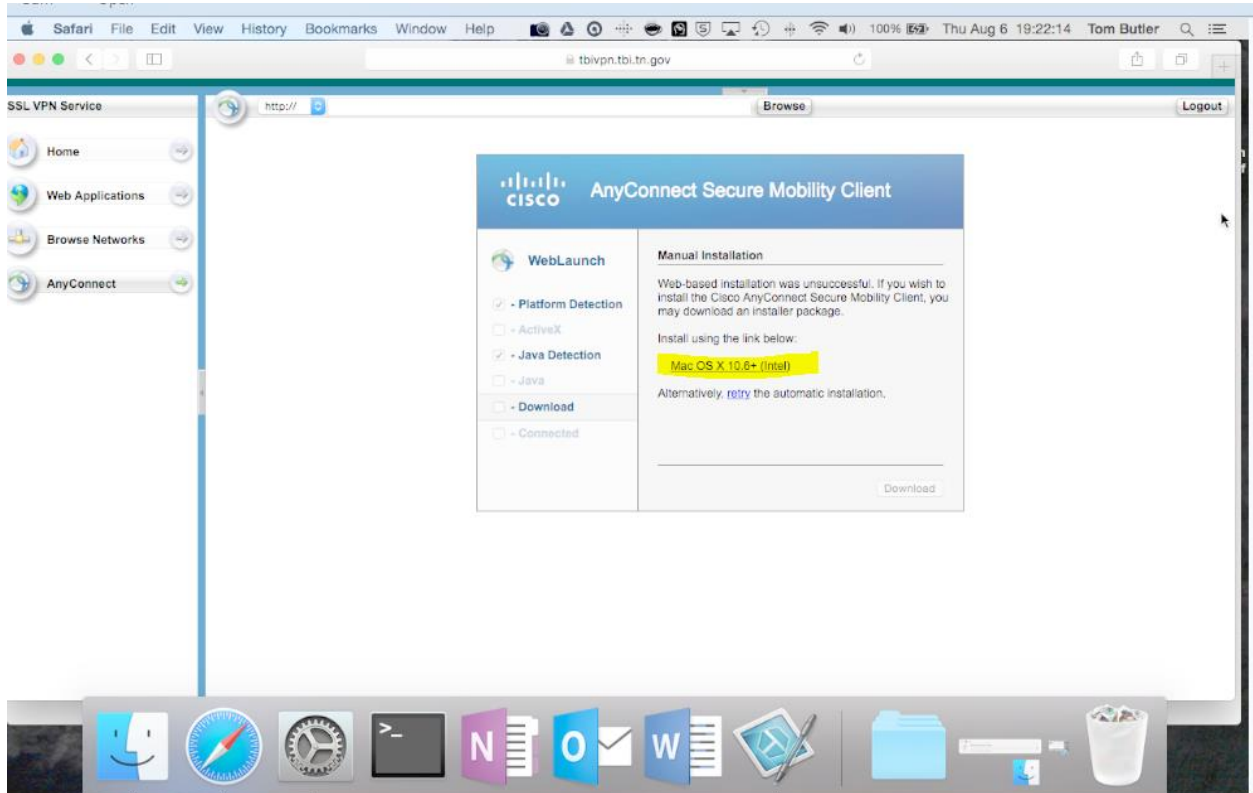 Safari File Edit View History Bookmarks Window Help 100% Thu Aug 6 19:22:14 Tom Butler
tbivpn.tbi.tn.gov
SSL VPN Service
http://
Browse
Logout
Home
Web Applications
Browse Networks
AnyConnect
CISCO
AnyConnect Secure Mobility Client
WebLaunch
- Platform Detection
- ActiveX
- Java Detection
- Java
- Download
- Connected
Manual Installation
Web-based installation was unsuccessful. If you wish to
install the Cisco AnyConnect Secure Mobility Client, you
may download an installer package.
Install using the link below:
Mac OS X 10.6+ (Intel)
Alternatively, retry the automatic installation.
Download
>_
N
O
W